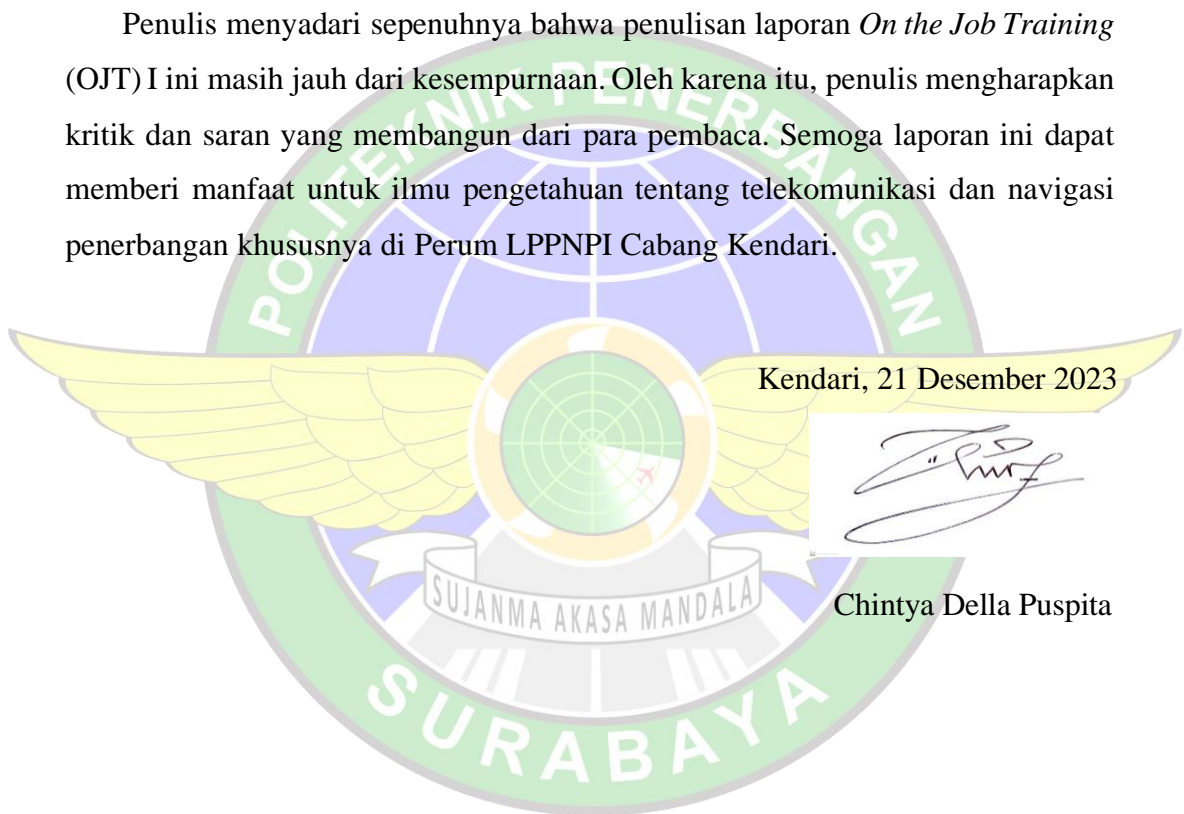 Penulis menyadari sepenuhnya bahwa penulisan laporan On the Job Training
(OJT) I ini masih jauh dari kesempurnaan. Oleh karena itu, penulis mengharapkan
kritik dan saran yang membangun dari para pembaca. Semoga laporan ini dapat
memberi manfaat untuk ilmu pengetahuan tentang telekomunikasi dan navigasi
penerbangan khususnya di Perum LPPNPI Cabang Kendari.
POLITEKNIK PENERBANGAN
Kendari, 21 Desember 2023
SUJANMA AKASA MANDALA
Chintya Della Puspita
SURABAYA